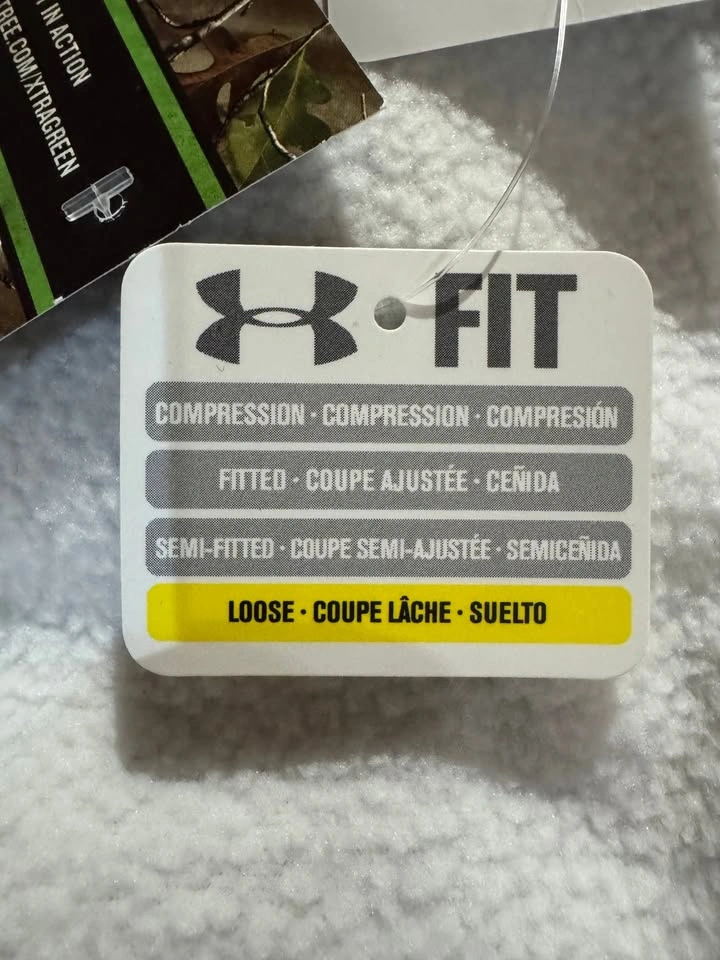 IN ACTION
REE.COM/XTRAGREEN
FIT
COMPRESSION · COMPRESSION · COMPRESIÓN
FITTED · COUPE AJUSTÉE · CEÑIDA
SEMI-FITTED · COUPE SEMI-AJUSTÉE · SEMICEÑIDA
LOOSE · COUPE LÂCHE · SUELTO